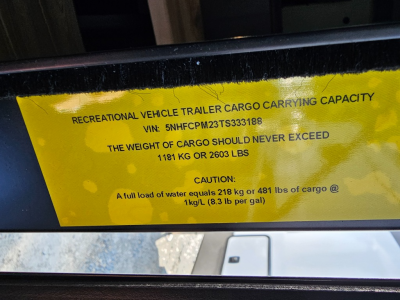 RECREATIONAL VEHICLE TRAILER CARGO CARRYING CAPACITY
VIN: 5NHFCPM23TS333188
THE WEIGHT OF CARGO SHOULD NEVER EXCEED
1181 KG OR 2603 LBS
CAUTION:
A full load of water equals 218 kg or 481 lbs of cargo @
1kg/L (8.3 lb per gal)